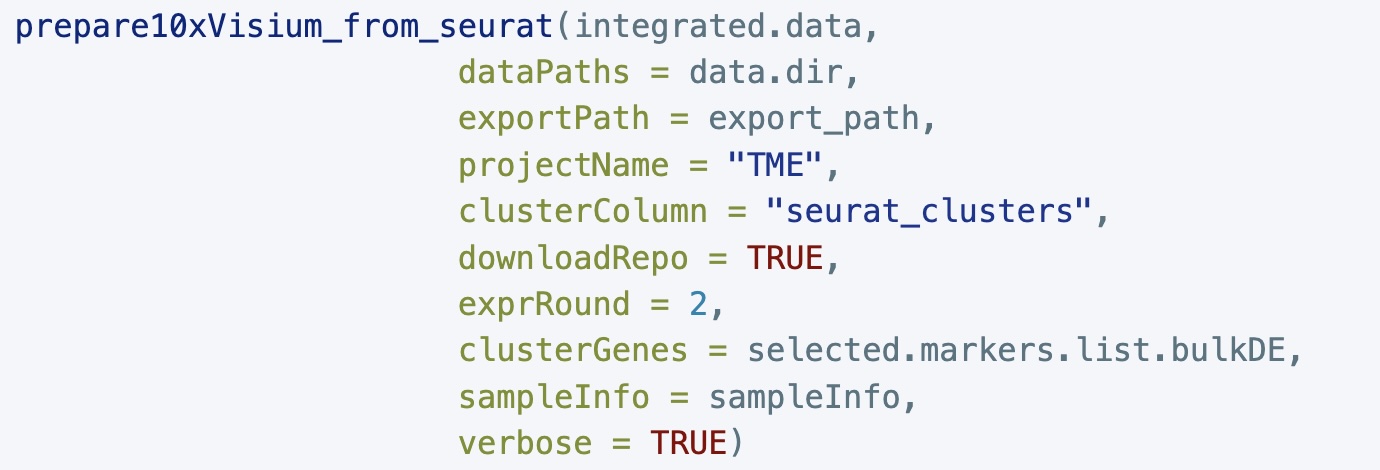 prepare10xVisium_from_seurat(integrated.data,
dataPaths = data.dir,
exportPath = export_path,
projectName = "TME",
clusterColumn = "seurat_clusters",
downloadRepo = TRUE,
exprRound = 2,
clusterGenes = selected.markers.list.bulkDE,
sampleInfo = sampleInfo,
verbose = TRUE)